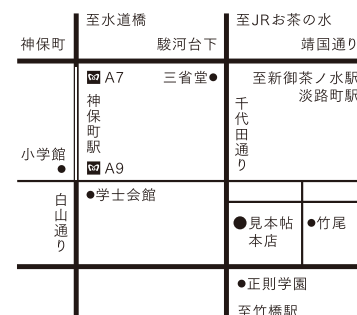 至水道橋
至JRお茶の水
神保町
駿河台下
靖国通り
A7
三省堂
至新御茶ノ水駅
淡路町駅
神保町駅
千代田通り
小学館
A9
学士会館
白山通り
見本帖
本店
竹尾
正則学園
至竹橋駅